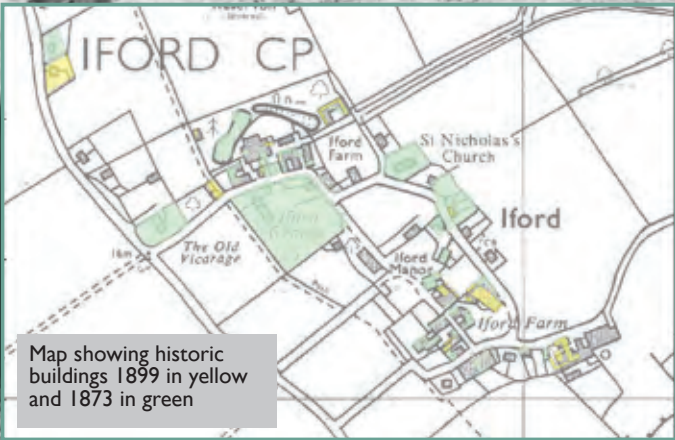 IFORD CP
Iford
Farm
St Nicholas's
Church
Iford
The Old
Vicarage
Iford
Manor
Iford Farm
Map showing historic
buildings 1899 in yellow
and 1873 in green